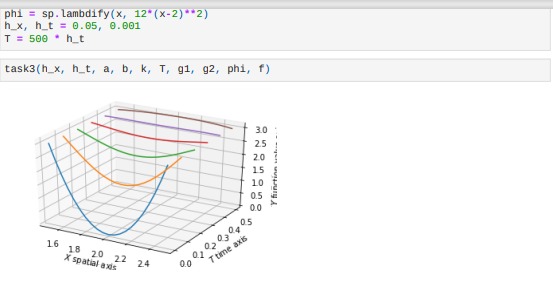 phi = sp.lambdify(x, 12*(x-2)**2)
h_x, h_t = 0.05, 0.001
T = 500 * h_t
task3(h_x, h_t, a, b, k, T, g1, g2, phi, f)
3.0
2.5
2.0
1.5
1.0
0.5
0.0
Y function value
1.6 1.8 2.0 2.2 2.4
X spatial axis
0.0 0.1 0.2 0.3 0.4 0.5
T time axis